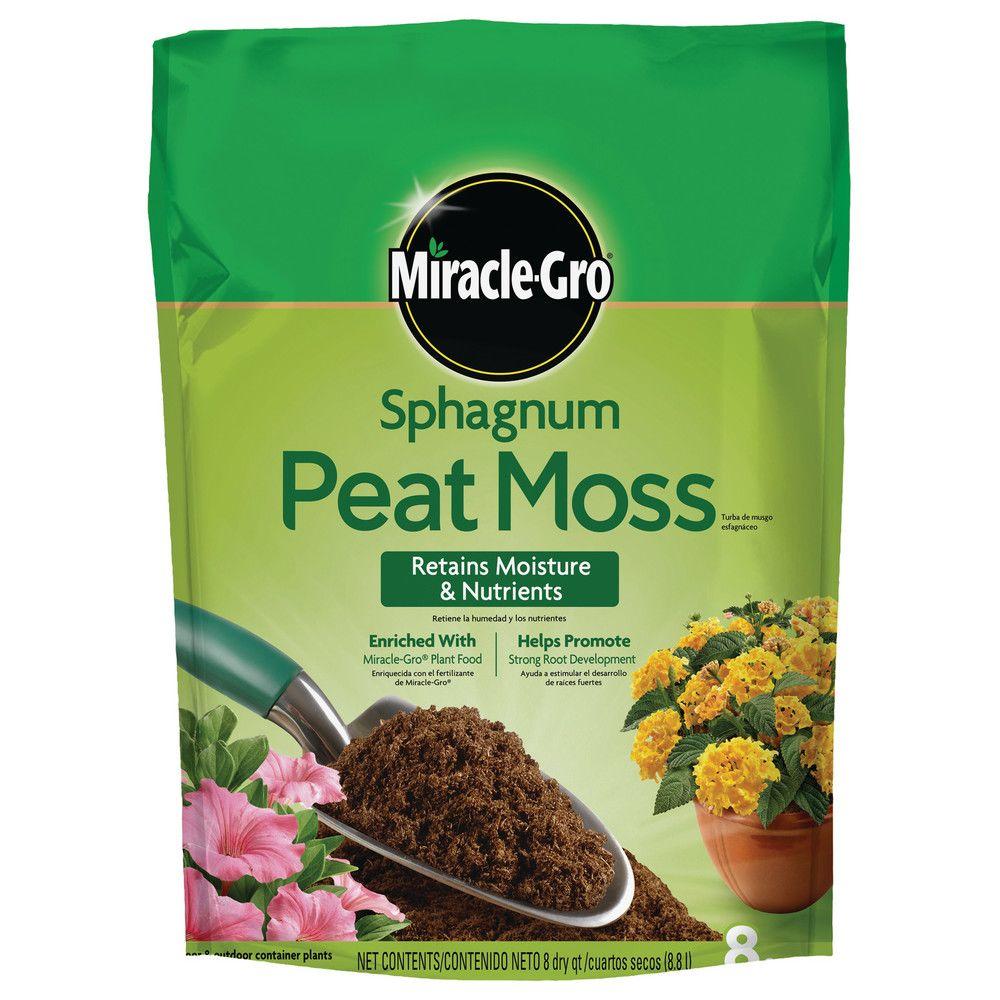 Miracle-Gro®
Sphagnum
Peat Moss
Turba de musgo
esfagnáceo
Retains Moisture
& Nutrients
Retiene la humedad y los nutrientes
Enriched With
Miracle-Gro® Plant Food
Enriquecida con el fertilizante
de Miracle-Gro®
Helps Promote
Strong Root Development
Ayuda a estimular el desarrollo
de raíces fuertes
& outdoor container plants
NET CONTENTS/CONTENIDO NETO 8 dry qt/cuartos secos (8.8 l)
8